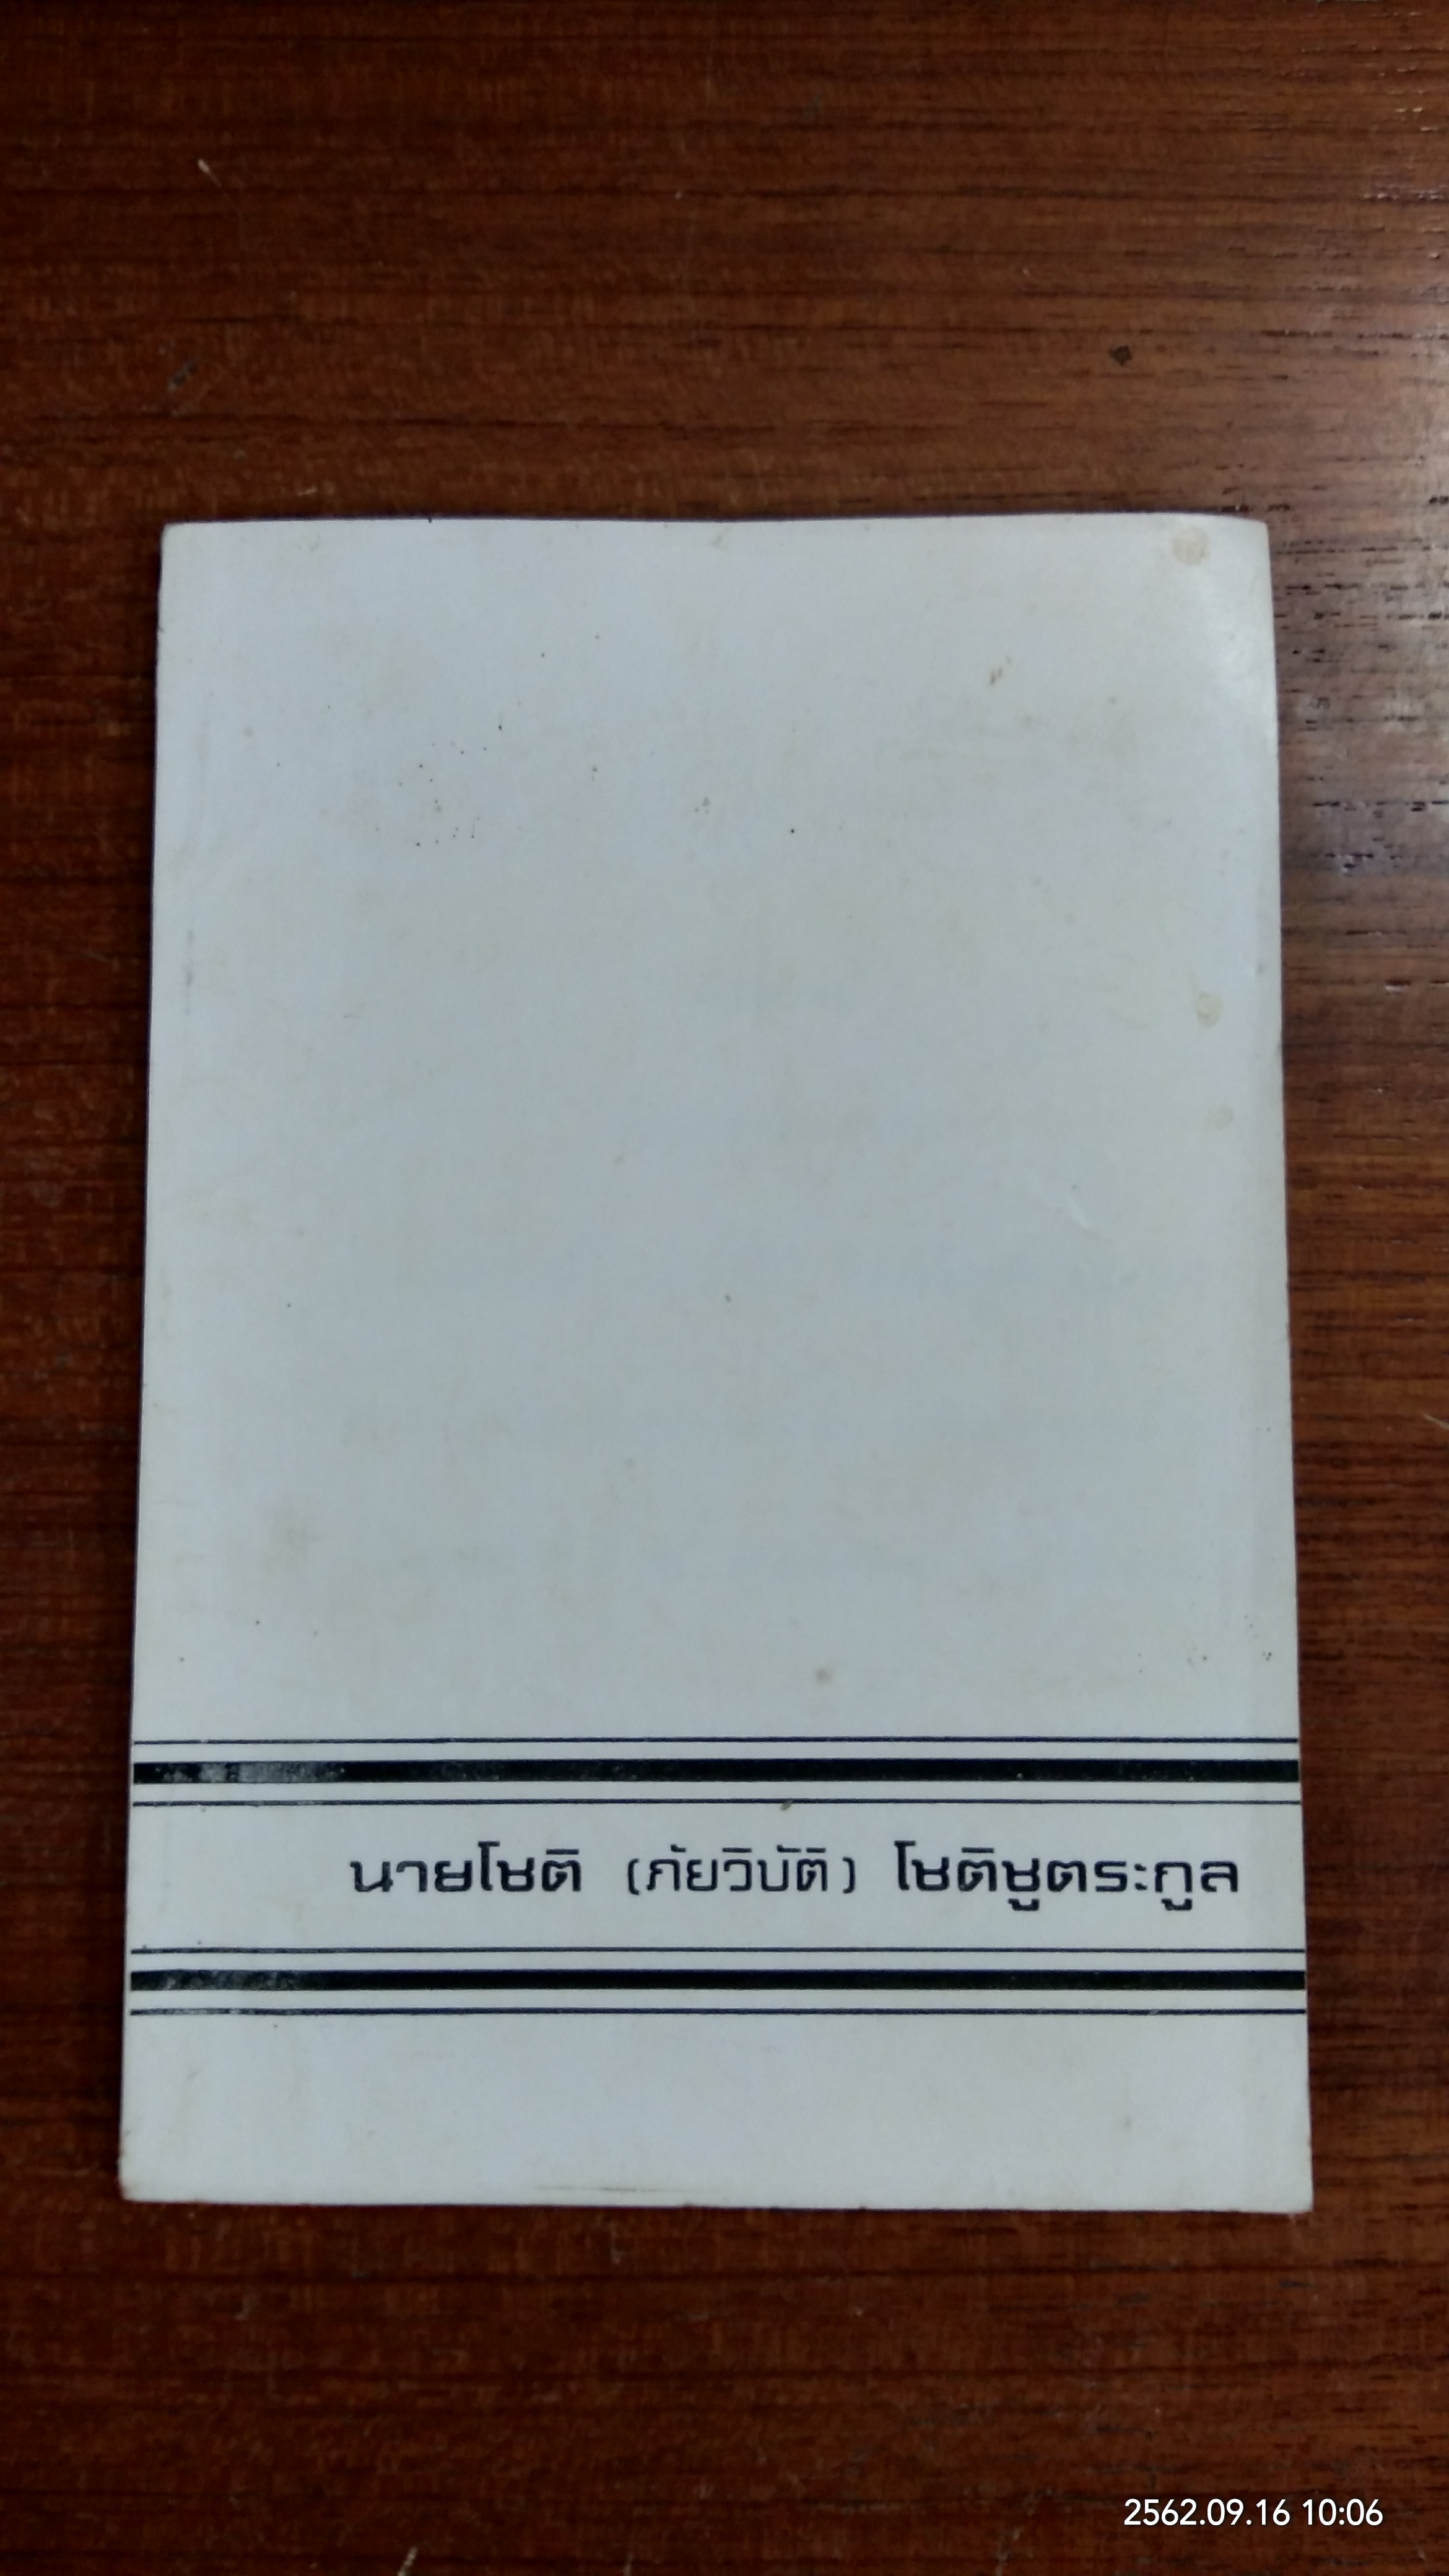 นายโชติ (ภัยวิบัติ) โชติชูตระกูล
2562.09.16 10:06